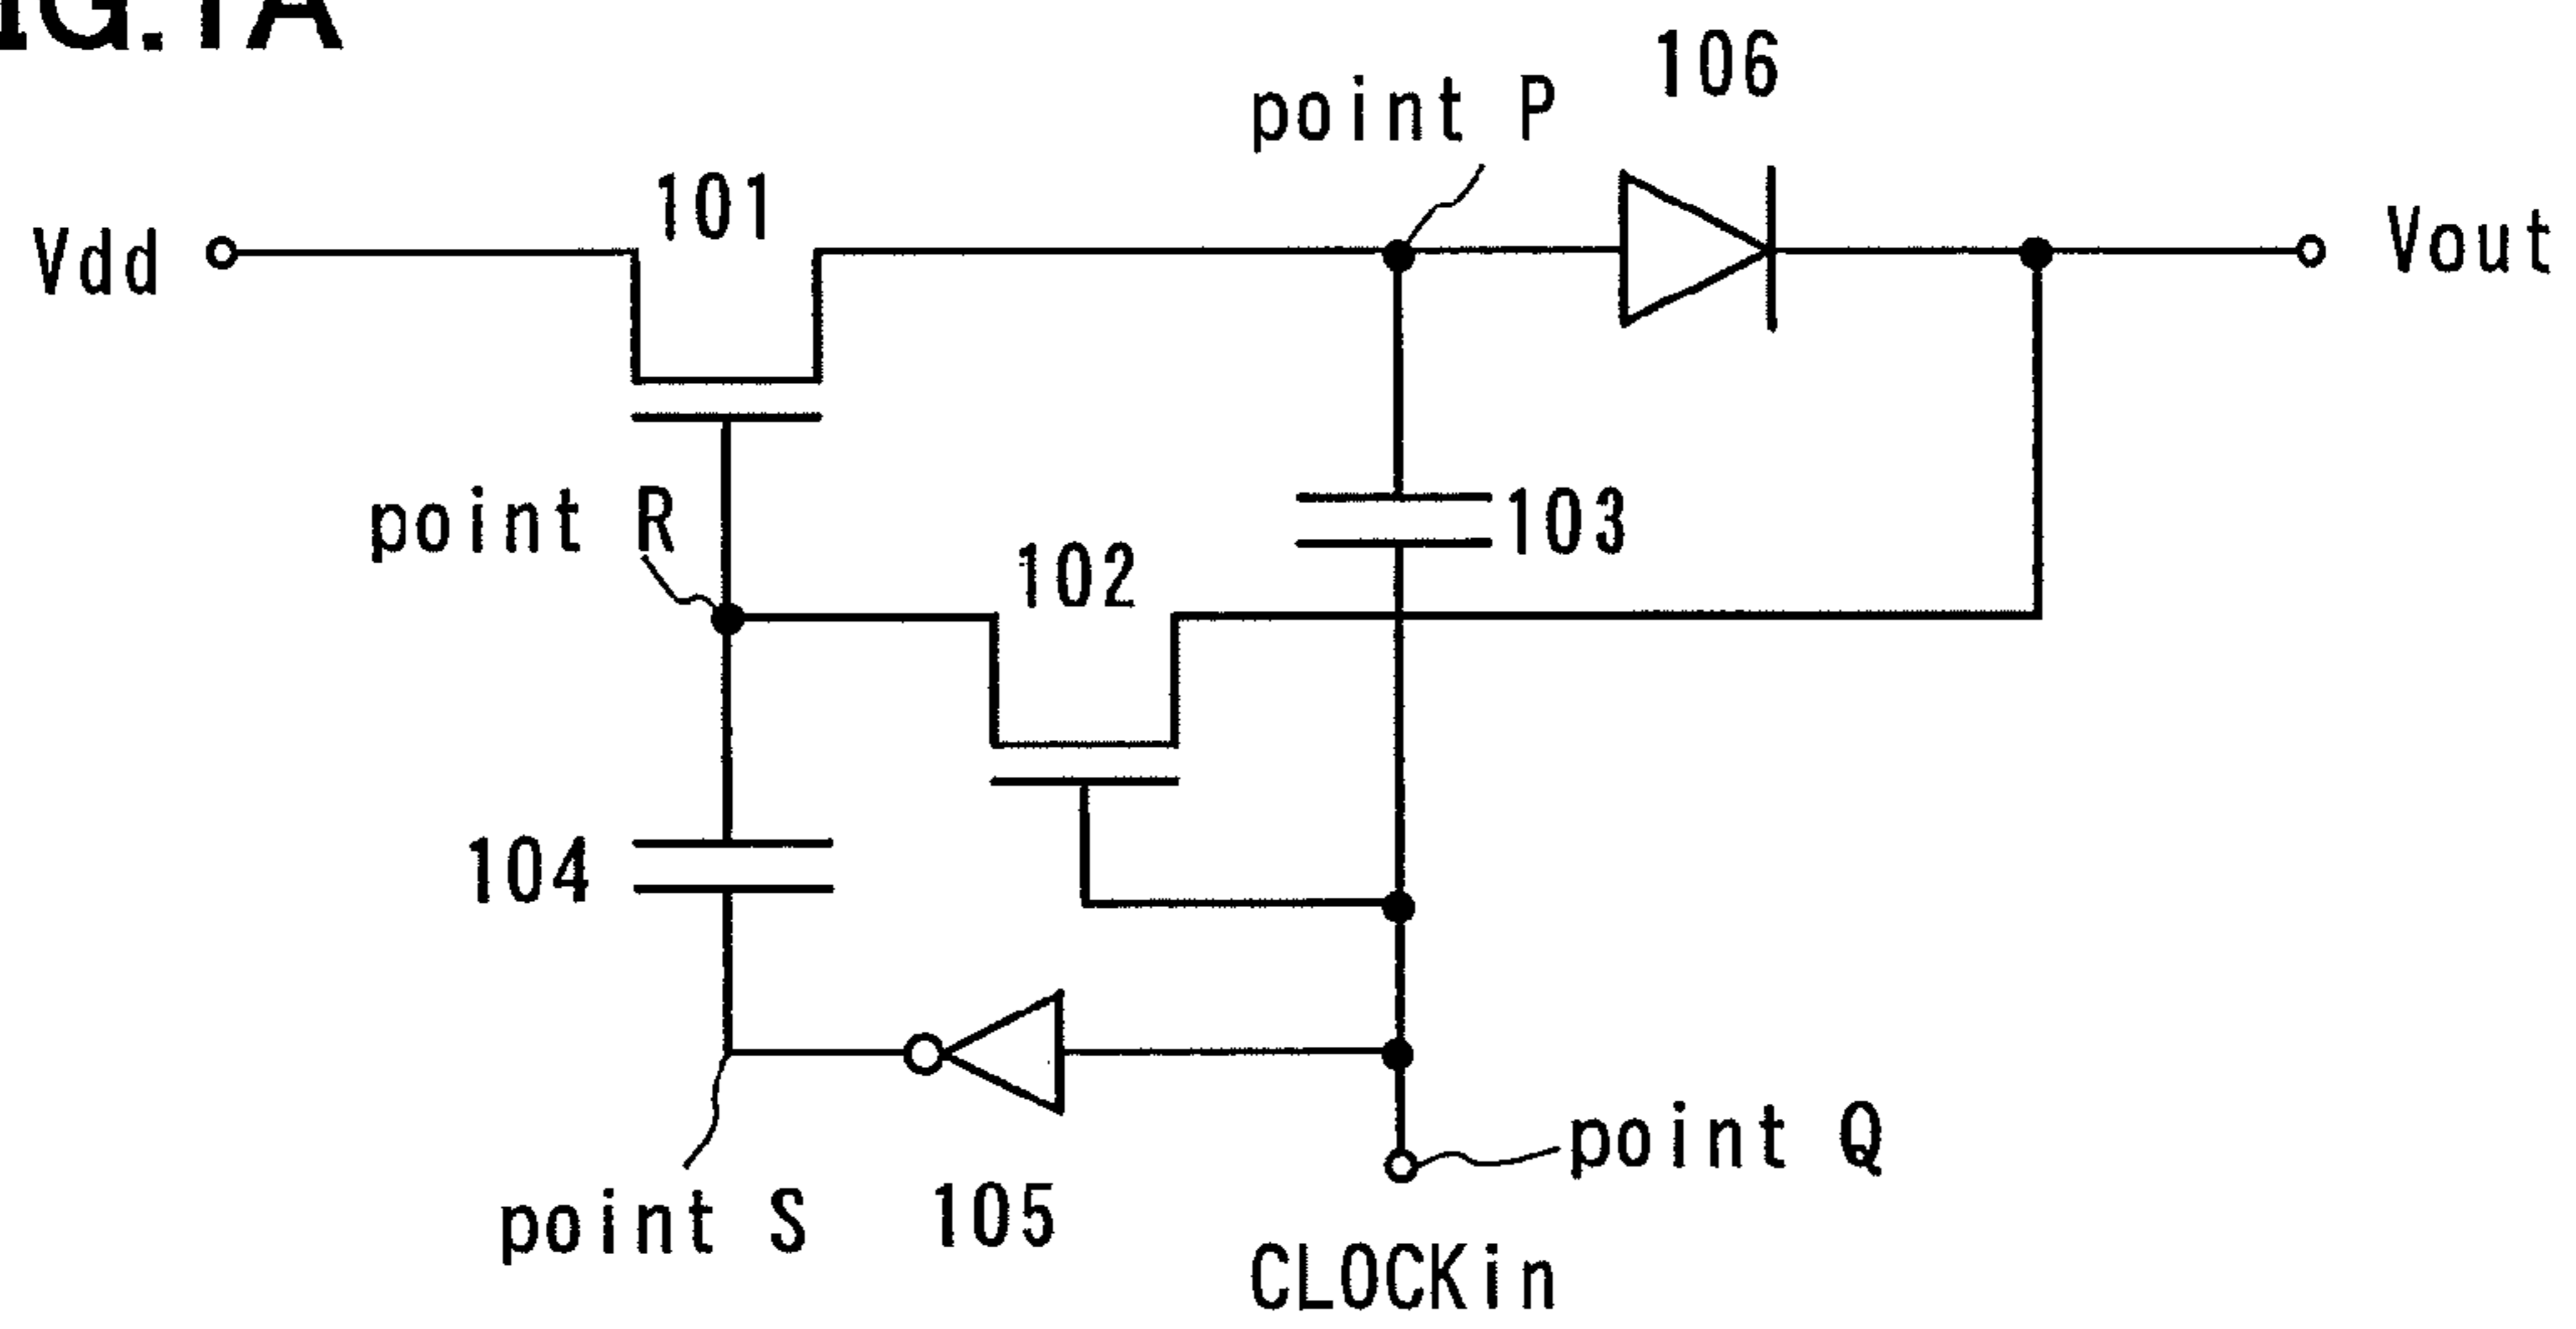 IG.1A
106
point P
101
Vdd
Vout
point R
103
102
104
point Q
point S
105
CLOCKin